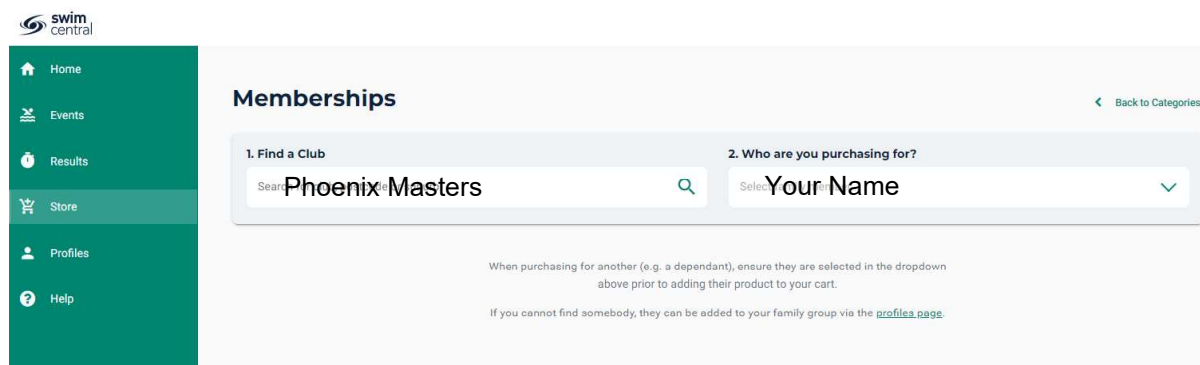 swim
central
Home
Events
Results
Store
Profiles
Help
Memberships
Back to Categories
1. Find a Club
Phoenix Masters
2. Who are you purchasing for?
Your Name
When purchasing for another (e.g. a dependant), ensure they are selected in the dropdown
above prior to adding their product to your cart.
If you cannot find somebody, they can be added to your family group via the profiles page.